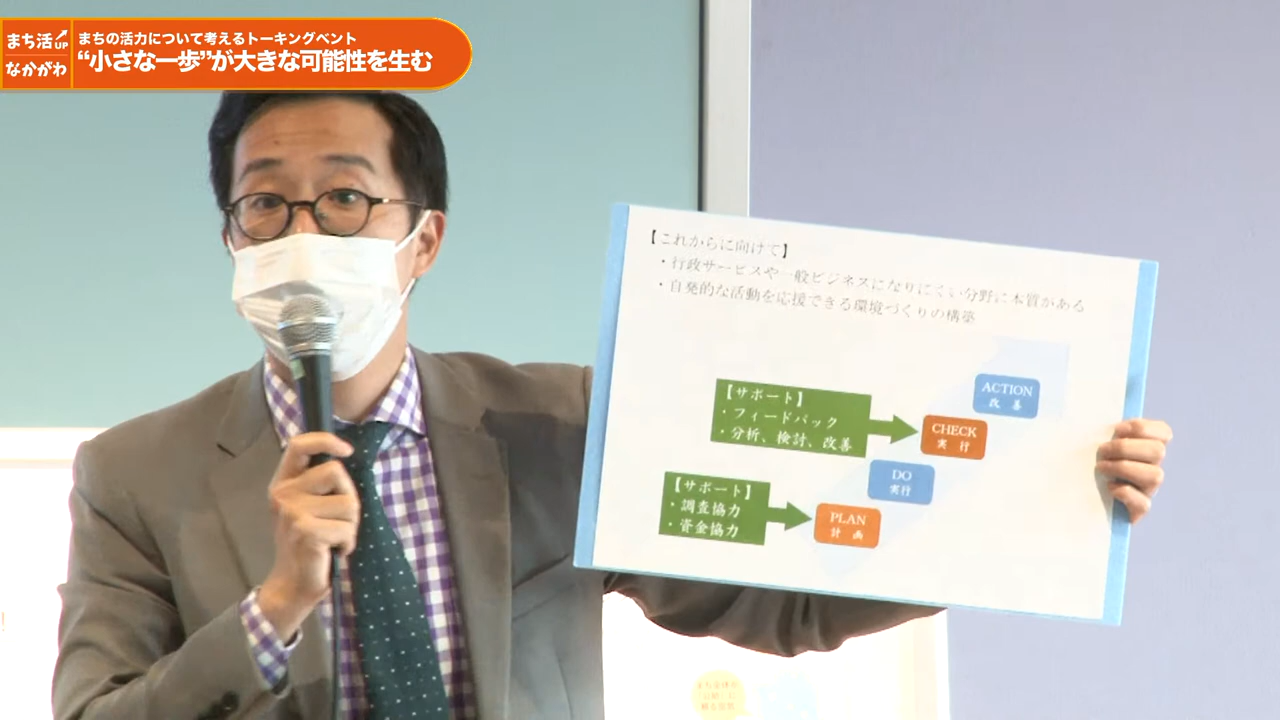 まち活UP
なかがわ
まちの活力について考えるトーキングベント
“小さな一歩”が大きな可能性を生む
【これからに向けて】
・行政サービスや一般ビジネスになりにくい分野に本質がある
・自発的な活動を応援できる環境づくりの構築
ACTION
改 善
【サポート】
・フィードバック
・分析、検討、改善
CHECK
実 行
DO
実行
【サポート】
・調査協力
・資金協力
PLAN
計 画